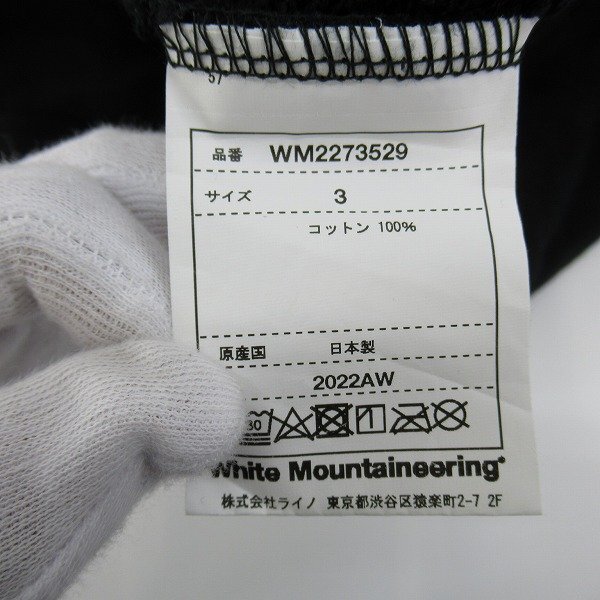 57
品番 WM2273529
サイズ 3
コットン 100%
原産国 日本製
2022AW
30
White Mountaineering®
株式会社ライノ 東京都渋谷区猿楽町2-7 2F